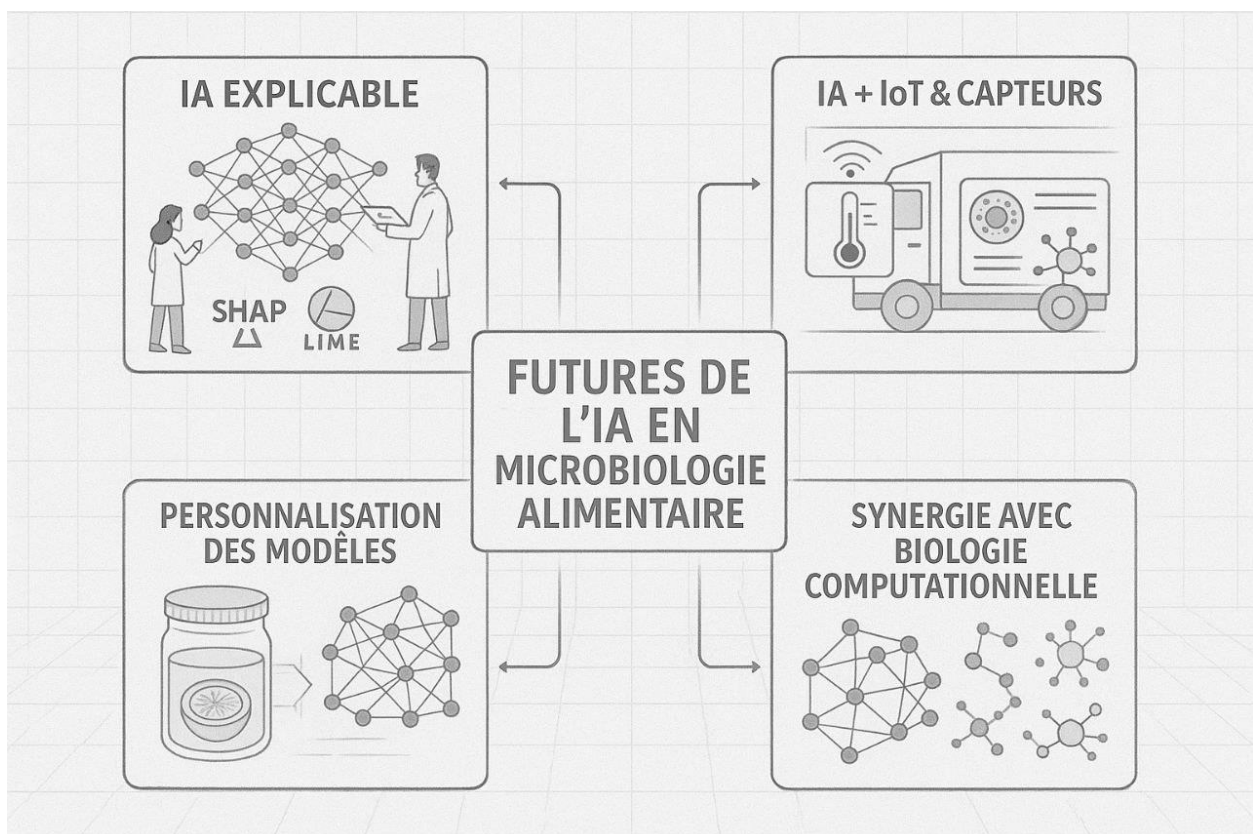 IA EXPLICABLE
SHAP
LIME
IA + IoT & CAPTEURS
FUTURES DE
L'IA EN
MICROBIOLOGIE
ALIMENTAIRE
PERSONNALISATION
DES MODÊLES
SYNERGIE AVEC
BIOLOGIE
COMPUTATIONNELLE